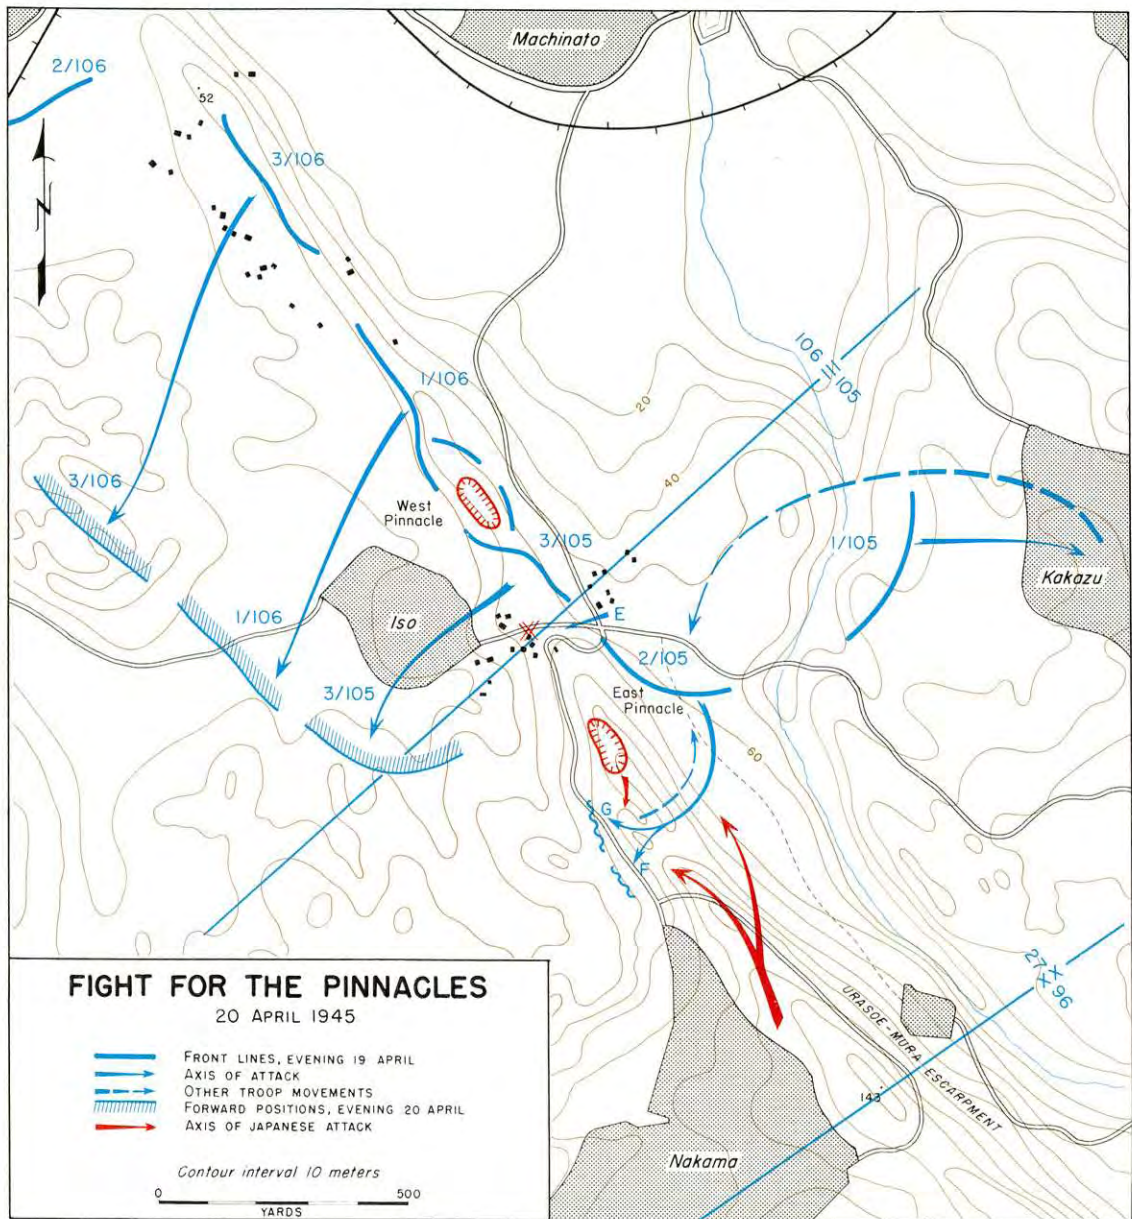 Machinato
2/106
52
3/106
N
106
105
1/106
20
40
3/106
West
Pinnacle
3/105
1/105
Kakazu
1/106
Iso
E
2/105
3/105
East
Pinnacle
60
G
F
27 XX 96
URASOE-MURA ESCARPMENT
143
Nakama
FIGHT FOR THE PINNACLES
20 APRIL 1945
FRONT LINES, EVENING 19 APRIL
AXIS OF ATTACK
OTHER TROOP MOVEMENTS
FORWARD POSITIONS, EVENING 20 APRIL
AXIS OF JAPANESE ATTACK
Contour interval 10 meters
0 500
YARDS